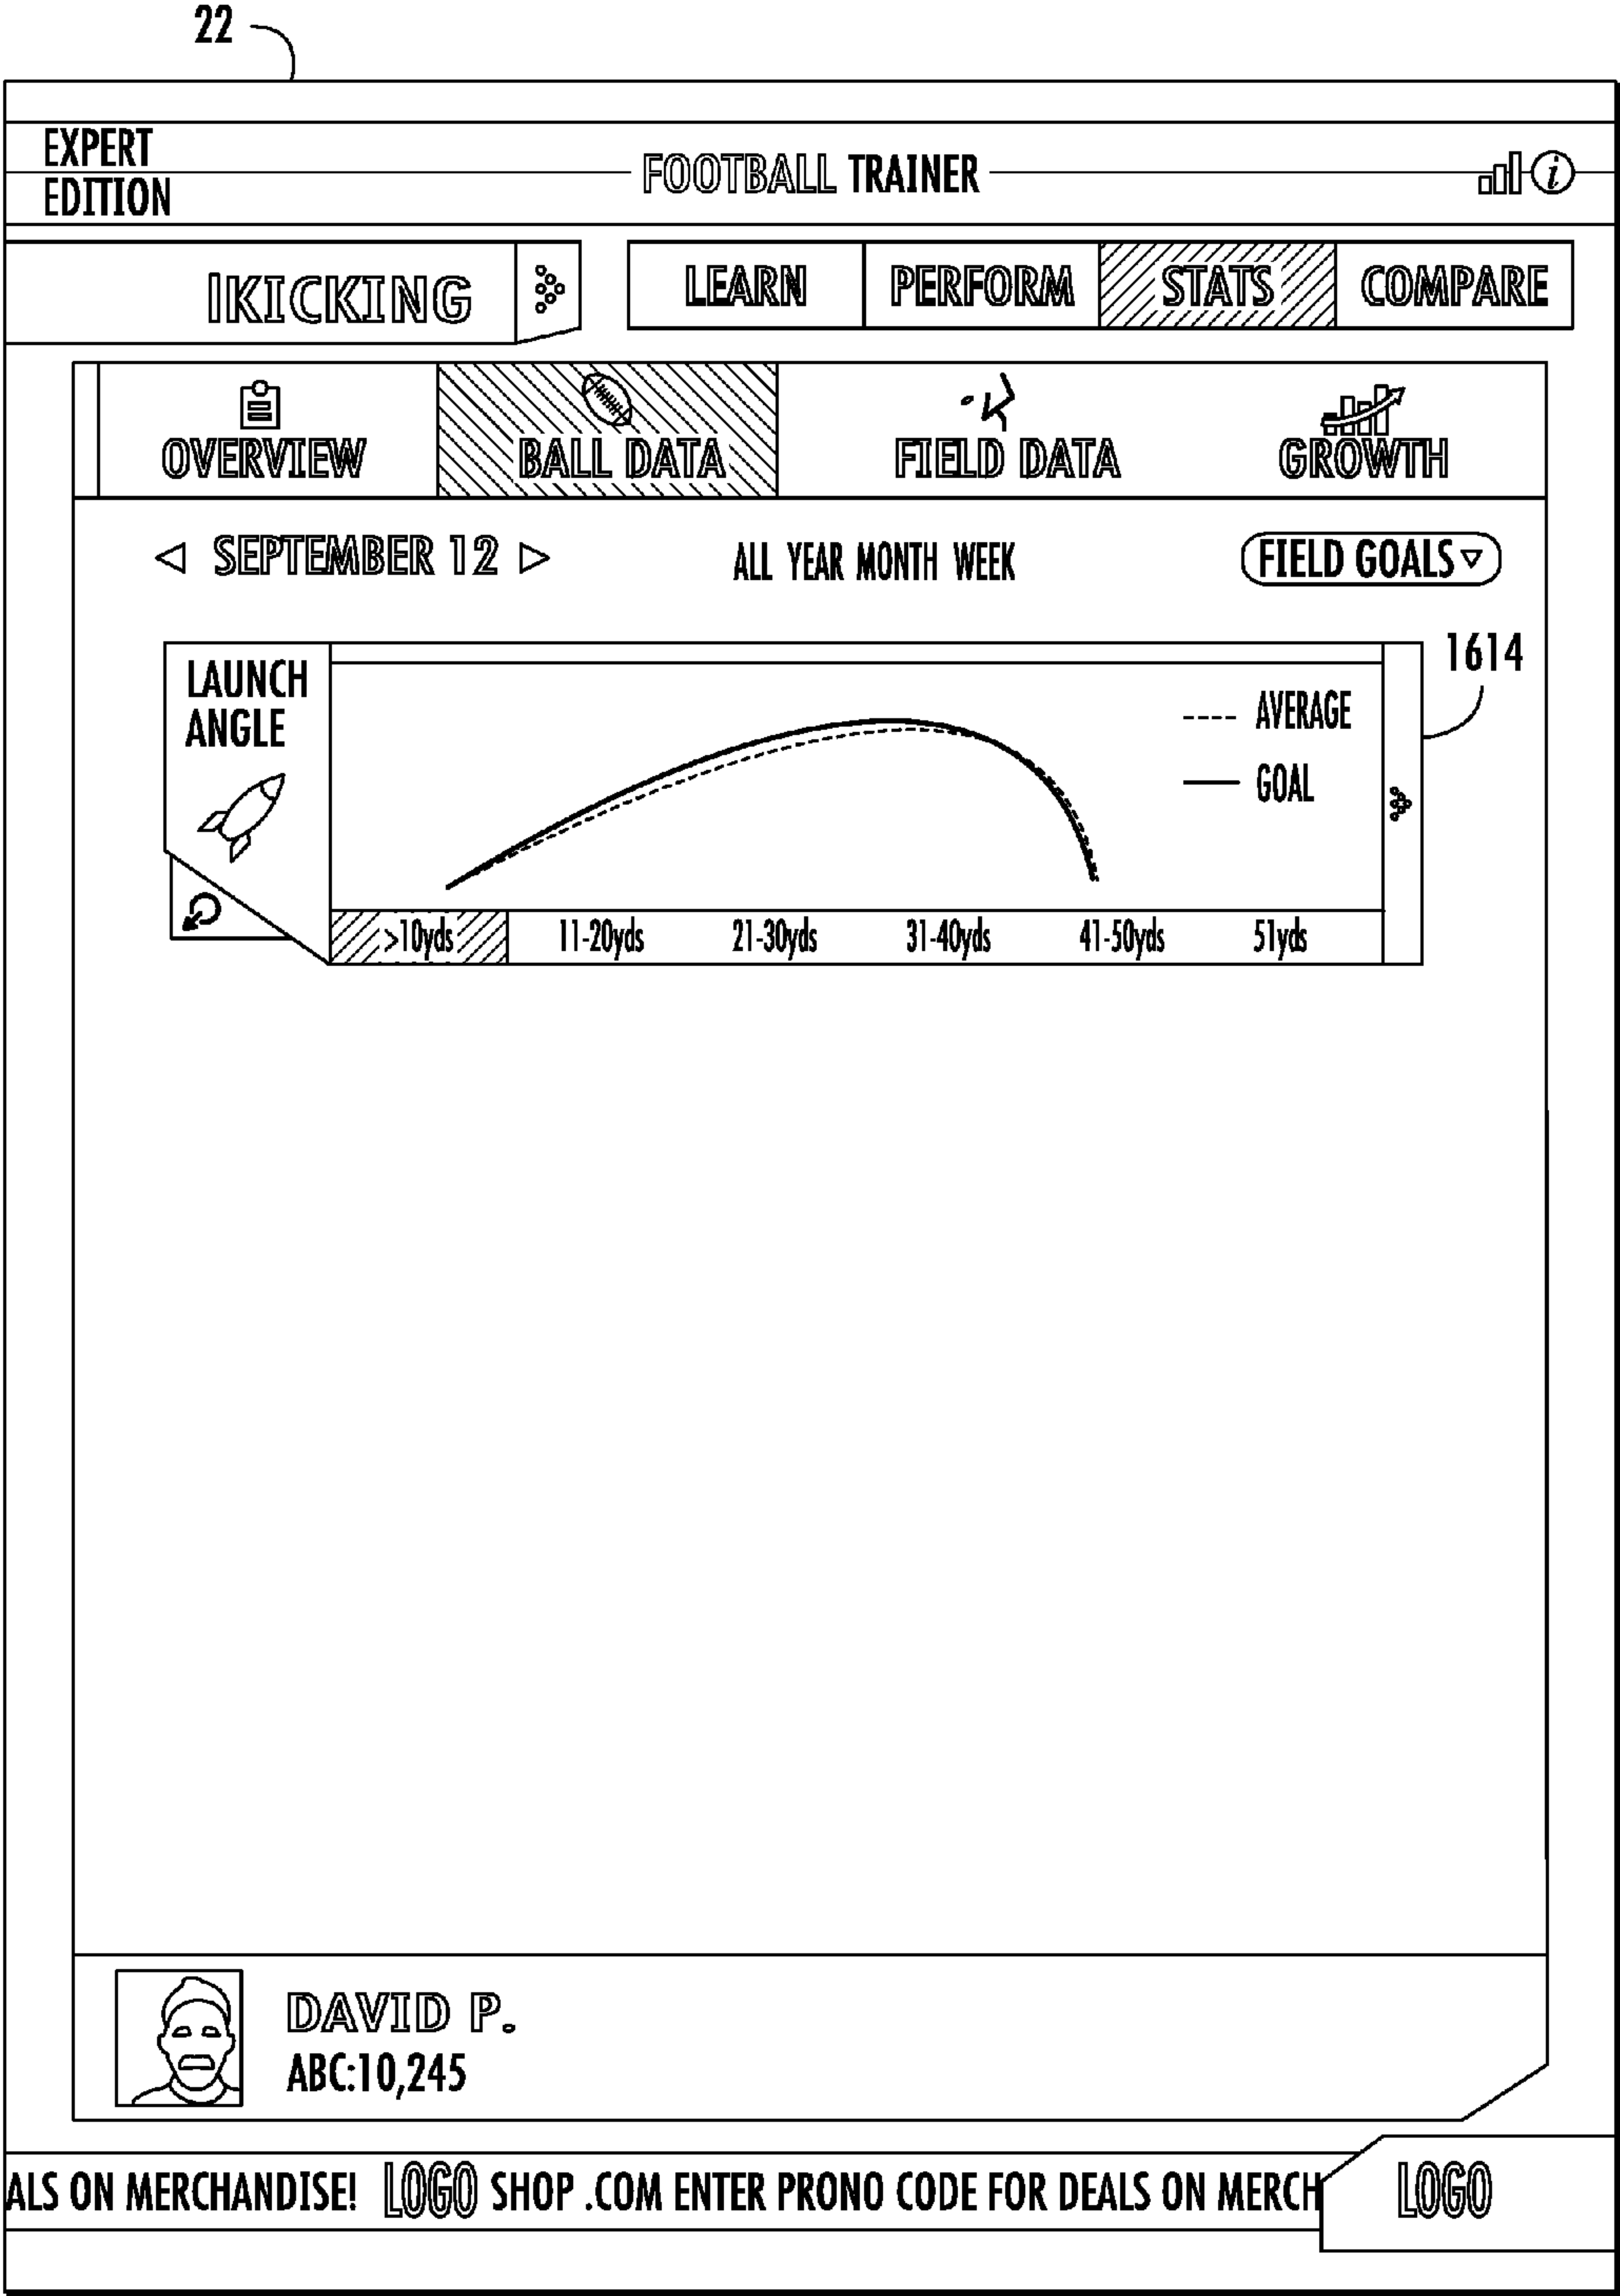 22
EXPERT
EDITION
FOOTBALL TRAINER
i
KICKING
LEARN PERFORM STATS COMPARE
OVERVIEW BALL DATA FIELD DATA GROWTH
SEPTEMBER 12
ALL YEAR MONTH WEEK
FIELD GOALS
1614
LAUNCH
ANGLE
AVERAGE
GOAL
>10yds 11-20yds 21-30yds 31-40yds 41-50yds 51yds
DAVID P.
ABC:10,245
ALS ON MERCHANDISE! LOGO SHOP .COM ENTER PRONO CODE FOR DEALS ON MERCH
LOGO